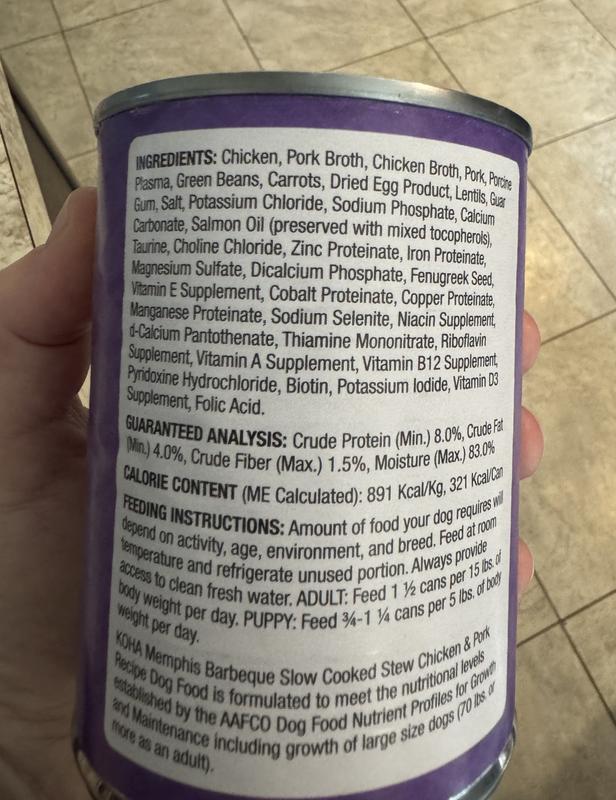 INGREDIENTS: Chicken, Pork Broth, Chicken Broth, Pork, Porcine
Plasma, Green Beans, Carrots, Dried Egg Product, Lentils, Guar
Gum, Salt, Potassium Chloride, Sodium Phosphate, Calcium
Carbonate, Salmon Oil (preserved with mixed tocopherols),
Taurine, Choline Chloride, Zinc Proteinate, Iron Proteinate,
Magnesium Sulfate, Dicalcium Phosphate, Fenugreek Seed,
Vitamin E Supplement, Cobalt Proteinate, Copper Proteinate,
Manganese Proteinate, Sodium Selenite, Niacin Supplement,
d-Calcium Pantothenate, Thiamine Mononitrate, Riboflavin
Supplement, Vitamin A Supplement, Vitamin B12 Supplement,
Pyridoxine Hydrochloride, Biotin, Potassium Iodide, Vitamin D3
Supplement, Folic Acid.
GUARANTEED ANALYSIS: Crude Protein (Min.) 8.0%, Crude Fat
(Min.) 4.0%, Crude Fiber (Max.) 1.5%, Moisture (Max.) 83.0%
CALORIE CONTENT (ME Calculated): 891 Kcal/Kg, 321 Kcal/Can
FEEDING INSTRUCTIONS: Amount of food your dog requires will
depend on activity, age, environment, and breed. Feed at room
temperature and refrigerate unused portion. Always provide
access to clean fresh water. ADULT: Feed 1 ½ cans per 15 lbs. of
body weight per day. PUPPY: Feed ¾-1 ¼ cans per 5 lbs. of body
weight per day.
KOHA Memphis Barbeque Slow Cooked Stew Chicken & Pork
Recipe Dog Food is formulated to meet the nutritional levels
established by the AAFCO Dog Food Nutrient Profiles for Growth
and Maintenance including growth of large size dogs (70 lbs. or
more as an adult).